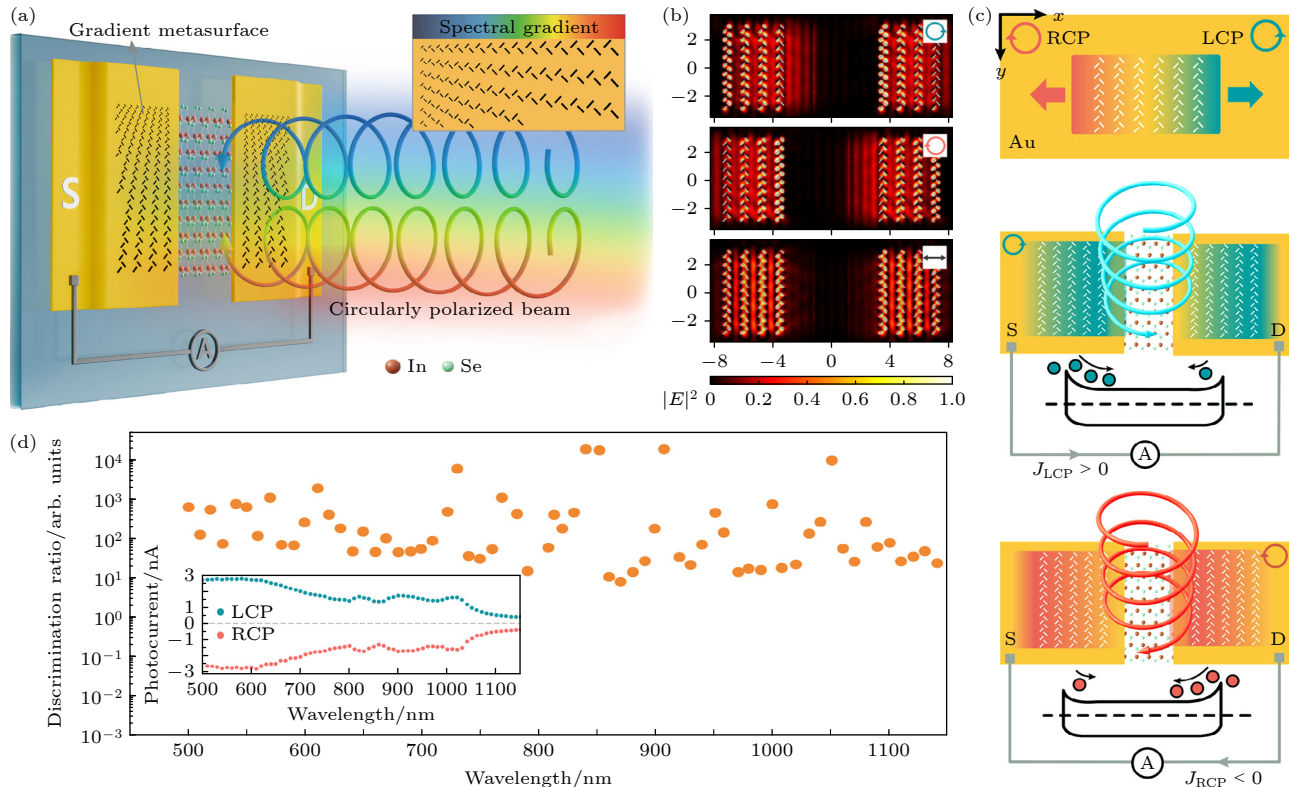 (a)
Gradient metasurface
Spectral gradient
S
D
A
Circularly polarized beam
In
Se
(b)
2
0
−2
2
0
−2
2
0
−2
−8
−4
0
4
8
|E|²
0
0.2
0.4
0.6
0.8
1.0
(c)
x
y
RCP
LCP
Au
S
D
A
J_LCP > 0
S
D
A
J_RCP < 0
(d)
Discrimination ratio/arb. units
10⁴
10³
10²
10¹
10⁰
10⁻¹
10⁻²
10⁻³
500
600
700
800
900
1000
1100
Wavelength/nm
Photocurrent/nA
3
1
0
−1
−3
LCP
RCP
500
600
700
800
900
1000
1100
Wavelength/nm